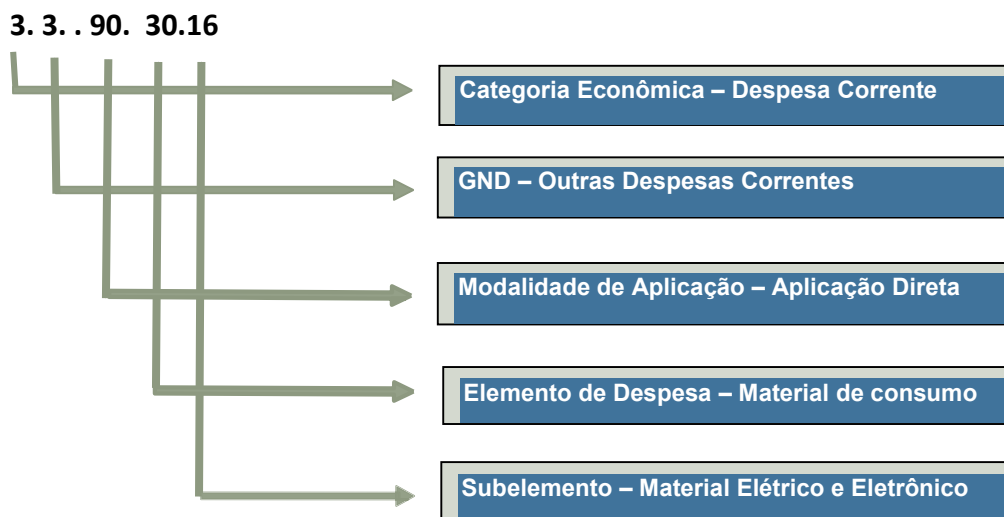 3. 3. . 90. 30.16
Categoria Econômica – Despesa Corrente
GND – Outras Despesas Correntes
Modalidade de Aplicação – Aplicação Direta
Elemento de Despesa – Material de consumo
Subelemento – Material Elétrico e Eletrônico